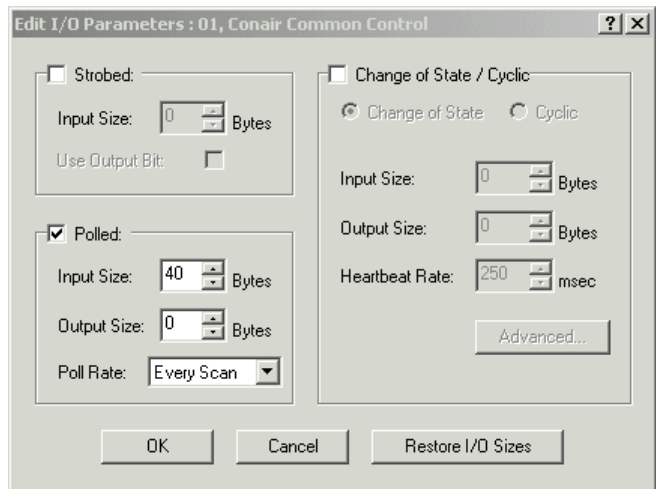 Edit I/O Parameters : 01, Conair Common Control
Strobed:
Input Size: 0 Bytes
Use Output Bit:
Polled:
Input Size: 40 Bytes
Output Size: 0 Bytes
Poll Rate: Every Scan
Change of State / Cyclic
Change of State Cyclic
Input Size: 0 Bytes
Output Size: 0 Bytes
Heartbeat Rate: 250 msec
Advanced...
OK Cancel Restore I/O Sizes